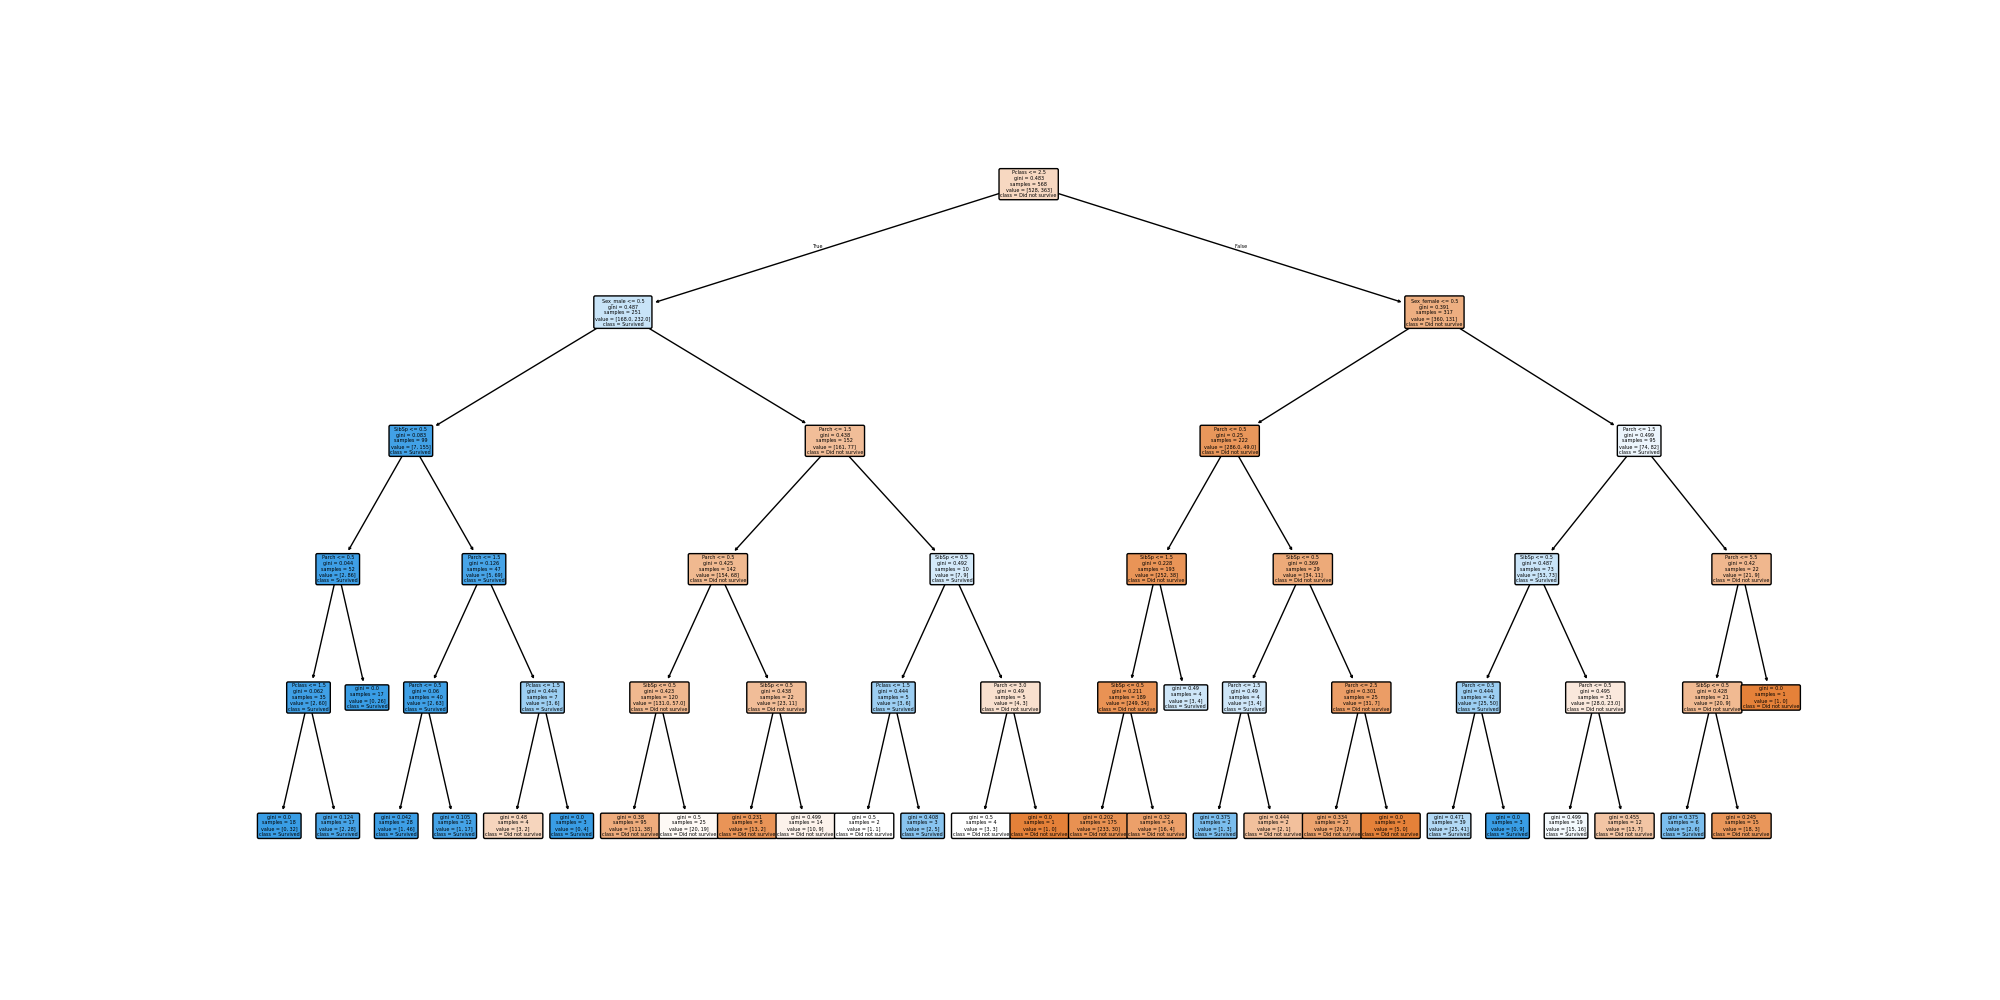 Pclass <= 2.5
gini = 0.483
samples = 568
value = [528, 363]
class = Did not survive
True
False
Sex_male <= 0.5
gini = 0.487
samples = 251
value = [168.0, 232.0]
class = Survived
Sex_female <= 0.5
gini = 0.391
samples = 317
value = [360, 131]
class = Did not survive
SibSp <= 0.5
gini = 0.083
samples = 99
value = [7, 155]
class = Survived
Parch <= 1.5
gini = 0.438
samples = 152
value = [161, 77]
class = Did not survive
Parch <= 0.5
gini = 0.25
samples = 222
value = [286.0, 49.0]
class = Did not survive
Parch <= 1.5
gini = 0.499
samples = 95
value = [74, 82]
class = Survived
Parch <= 0.5
gini = 0.044
samples = 52
value = [2, 86]
class = Survived
Parch <= 1.5
gini = 0.126
samples = 47
value = [5, 69]
class = Survived
Parch <= 0.5
gini = 0.425
samples = 142
value = [154, 68]
class = Did not survive
SibSp <= 0.5
gini = 0.492
samples = 10
value = [7, 9]
class = Survived
SibSp <= 1.5
gini = 0.228
samples = 193
value = [252, 38]
class = Did not survive
SibSp <= 0.5
gini = 0.369
samples = 29
value = [34, 11]
class = Did not survive
SibSp <= 0.5
gini = 0.487
samples = 73
value = [53, 73]
class = Survived
Parch <= 5.5
gini = 0.42
samples = 22
value = [21, 9]
class = Did not survive
Pclass <= 1.5
gini = 0.062
samples = 35
value = [2, 60]
class = Survived
gini = 0.0
samples = 17
value = [0, 26]
class = Survived
Parch <= 0.5
gini = 0.06
samples = 40
value = [2, 63]
class = Survived
Pclass <= 1.5
gini = 0.444
samples = 7
value = [3, 6]
class = Survived
SibSp <= 0.5
gini = 0.423
samples = 120
value = [131.0, 57.0]
class = Did not survive
SibSp <= 0.5
gini = 0.438
samples = 22
value = [23, 11]
class = Did not survive
Pclass <= 1.5
gini = 0.444
samples = 5
value = [3, 6]
class = Survived
Parch <= 3.0
gini = 0.49
samples = 5
value = [4, 3]
class = Did not survive
SibSp <= 0.5
gini = 0.211
samples = 189
value = [249, 34]
class = Did not survive
gini = 0.49
samples = 4
value = [3, 4]
class = Survived
Parch <= 1.5
gini = 0.49
samples = 4
value = [3, 4]
class = Survived
Parch <= 2.5
gini = 0.301
samples = 25
value = [31, 7]
class = Did not survive
Parch <= 0.5
gini = 0.444
samples = 42
value = [25, 50]
class = Survived
Parch <= 0.5
gini = 0.495
samples = 31
value = [28.0, 23.0]
class = Did not survive
SibSp <= 0.5
gini = 0.428
samples = 21
value = [20, 9]
class = Did not survive
gini = 0.0
samples = 1
value = [1, 0]
class = Did not survive
gini = 0.0
samples = 18
value = [0, 32]
class = Survived
gini = 0.124
samples = 17
value = [2, 28]
class = Survived
gini = 0.042
samples = 28
value = [1, 46]
class = Survived
gini = 0.105
samples = 12
value = [1, 17]
class = Survived
gini = 0.48
samples = 4
value = [3, 2]
class = Did not survive
gini = 0.0
samples = 3
value = [0, 4]
class = Survived
gini = 0.38
samples = 95
value = [111, 38]
class = Did not survive
gini = 0.5
samples = 25
value = [20, 19]
class = Did not survive
gini = 0.231
samples = 8
value = [13, 2]
class = Did not survive
gini = 0.499
samples = 14
value = [10, 9]
class = Did not survive
gini = 0.5
samples = 2
value = [1, 1]
class = Did not survive
gini = 0.408
samples = 3
value = [2, 5]
class = Survived
gini = 0.5
samples = 4
value = [3, 3]
class = Did not survive
gini = 0.0
samples = 1
value = [1, 0]
class = Did not survive
gini = 0.202
samples = 175
value = [233, 30]
class = Did not survive
gini = 0.32
samples = 14
value = [16, 4]
class = Did not survive
gini = 0.375
samples = 2
value = [1, 3]
class = Survived
gini = 0.444
samples = 2
value = [2, 1]
class = Did not survive
gini = 0.334
samples = 22
value = [26, 7]
class = Did not survive
gini = 0.0
samples = 3
value = [5, 0]
class = Did not survive
gini = 0.471
samples = 39
value = [25, 41]
class = Survived
gini = 0.0
samples = 3
value = [0, 9]
class = Survived
gini = 0.499
samples = 19
value = [15, 16]
class = Survived
gini = 0.455
samples = 12
value = [13, 7]
class = Did not survive
gini = 0.375
samples = 6
value = [2, 6]
class = Survived
gini = 0.245
samples = 15
value = [18, 3]
class = Did not survive